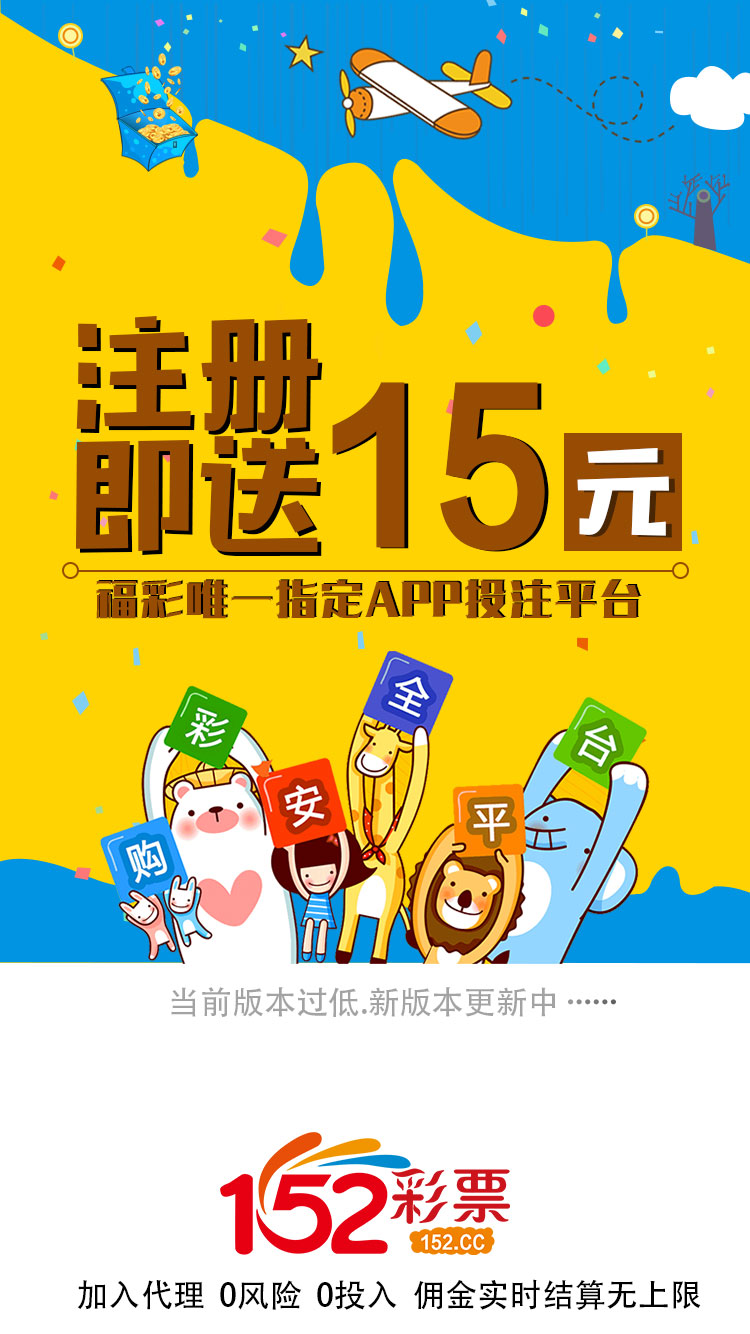 注册
即送15元
福彩唯一指定APP投注平台
购彩安全平台
当前版本过低.新版本更新中 ······
152彩票
152.CC
加入代理 0风险 0投入 佣金实时结算无上限